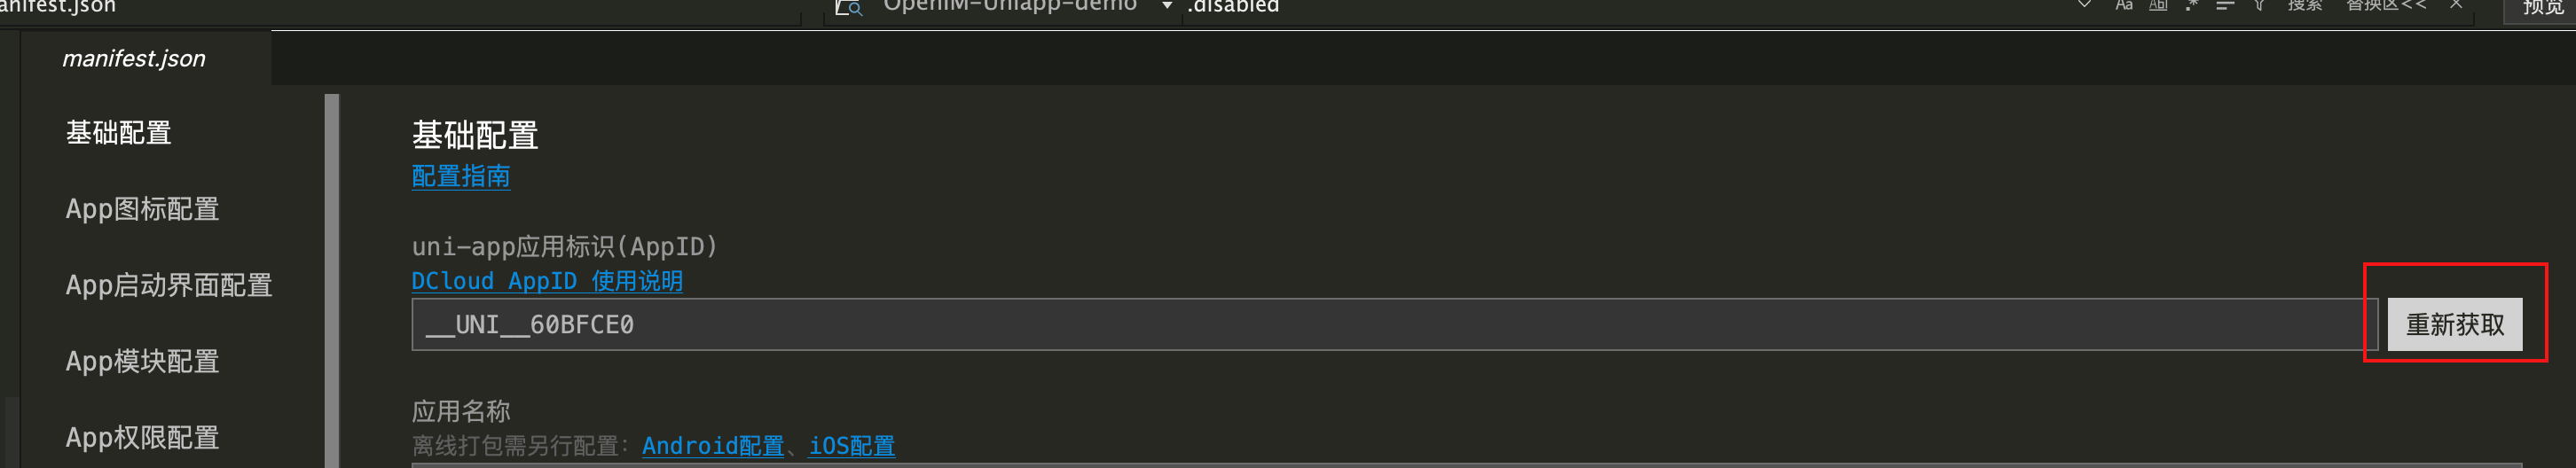 manifest.json
OpenIM-Uniapp-demo
.disabled
Aa Ab .* 搜索 替换区<< ×
预览
manifest.json
基础配置
App图标配置
App启动界面配置
App模块配置
App权限配置
基础配置
配置指南
uni-app应用标识(AppID)
DCloud AppID 使用说明
__UNI__60BFCE0
重新获取
应用名称
离线打包需另行配置：Android配置、iOS配置